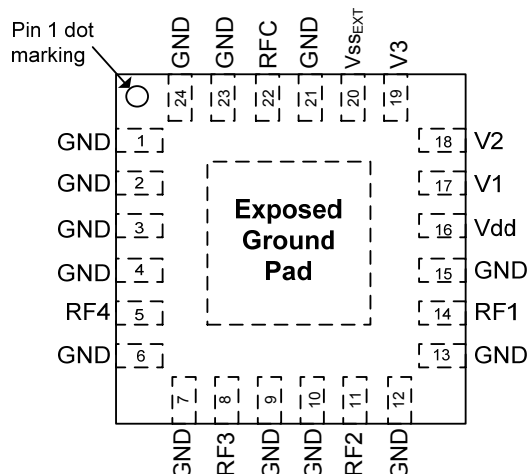 Pin 1 dot
marking
GND
GND
RFC
GND
VssEXT
V3
24
23
22
21
20
19
GND 1
GND 2
GND 3
GND 4
RF4 5
GND 6
18 V2
17 V1
16 Vdd
15 GND
14 RF1
13 GND
Exposed
Ground
Pad
7
8
9
10
11
12
GND
RF3
GND
GND
RF2
GND